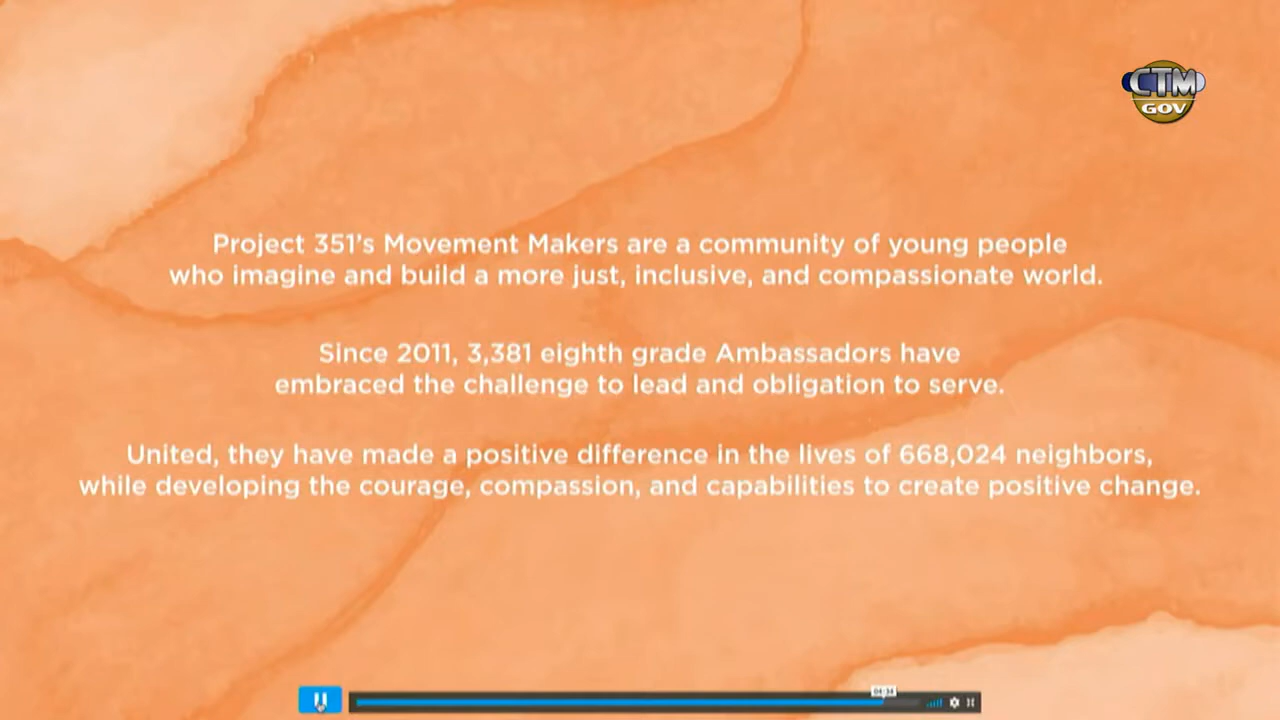 CTM
GOV
Project 351's Movement Makers are a community of young people
who imagine and build a more just, inclusive, and compassionate world.
Since 2011, 3,381 eighth grade Ambassadors have
embraced the challenge to lead and obligation to serve.
United, they have made a positive difference in the lives of 668,024 neighbors,
while developing the courage, compassion, and capabilities to create positive change.
04:34